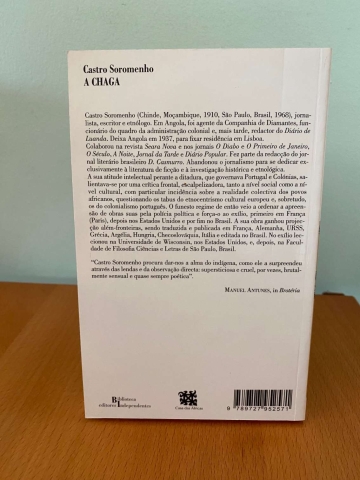 Castro Soromenho
A CHAGA
Castro Soromenho (Chinde, Moçambique, 1910, São Paulo, Brasil, 1968), jorna-
lista, escritor e etnólogo. Em Angola, foi agente da Companhia de Diamantes, fun-
cionário do quadro da administração colonial e, mais tarde, redactor do Diário de
Luanda. Deixa Angola em 1937, para fixar residência em Lisboa.
Colaborou na revista Seara Nova e nos jornais O Diabo e O Primeiro de Janeiro,
O Século, A Noite, Jornal da Tarde e Diário Popular. Fez parte da redacção do jor-
nal literário brasileiro D. Casmurro. Abandonou o jornalismo para se dedicar ex-
clusivamente à literatura de ficção e à investigação histórica e etnológica.
A sua atitude intelectual perante a ditadura, que governava Portugal e Colónias, sa-
lientava-se por uma crítica frontal, escalpelizadora, tanto a nível social como a ní-
vel cultural, com particular incidência sobre a realidade colectiva dos povos
africanos, questionando os tabus do etnocentrismo cultural europeu e, sobretudo,
os do colonialismo português. O furioso regime de então veio a ordenar a apreen-
são de obras suas pela polícia política e força-o ao exílio, primeiro em França
(Paris), depois nos Estados Unidos e por fim no Brasil. A sua obra ganhou projec-
ção além-fronteiras, sendo traduzida e publicada em França, Alemanha, URSS,
Grécia, Argélia, Hungria, Checoslováquia, Itália e editada no Brasil. No exílio lec-
cionou na Universidade de Wisconsin, nos Estados Unidos, e, depois, na Facul-
dade de Filosofia Ciências e Letras de São Paulo, Brasil.
“Castro Soromenho procura dar-nos a alma do indígena, como ele a surpreendeu
através das lendas e da observação directa: supersticiosa e cruel, por vezes, brutal-
mente sensual e quase sempre poética”.
MANUEL ANTUNES, in Brotéria
Biblioteca
editores Independentes
Casa das Áfricas
9 789727 952571